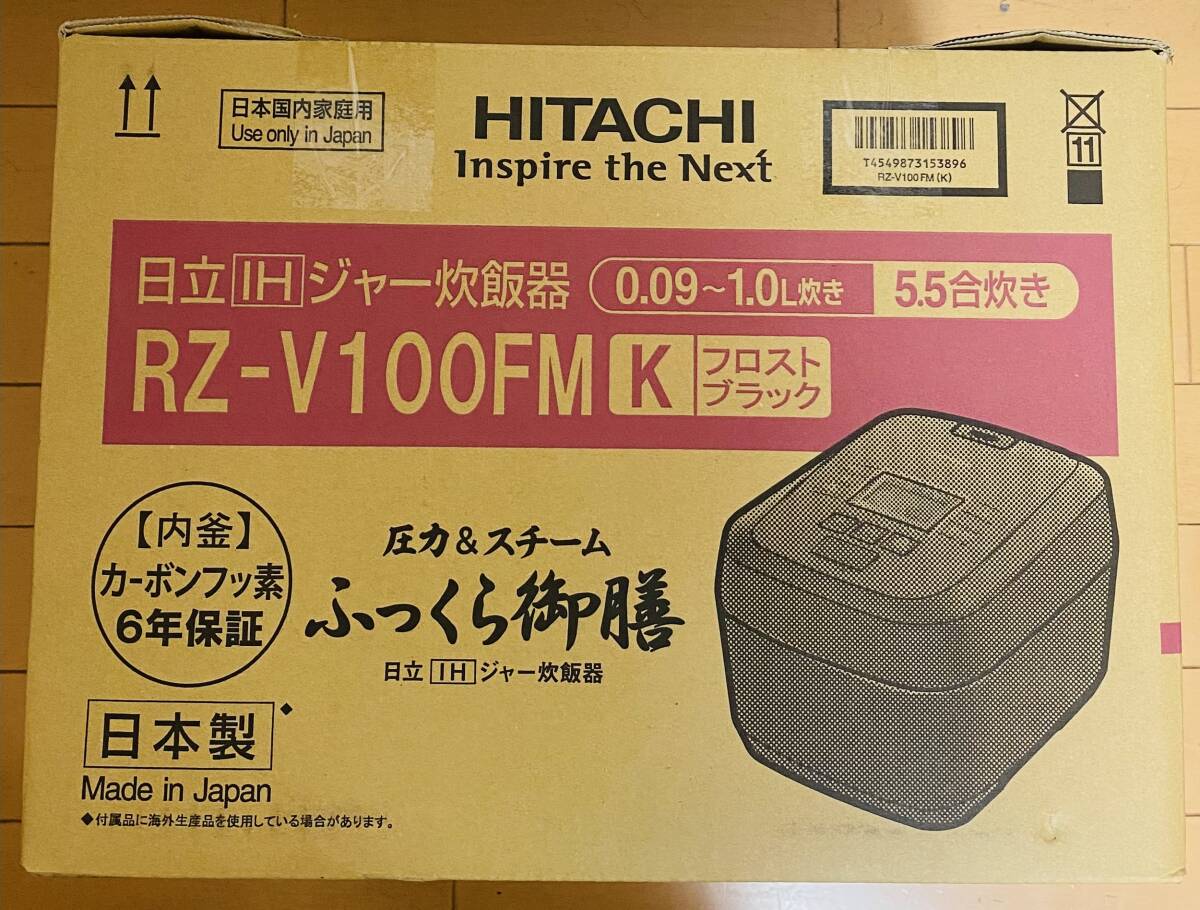 日本国内家庭用
Use only in Japan
HITACHI
Inspire the Next
T4549873153896
RZ-V100FM(K)
11
日立 IH ジャー炊飯器 0.09～1.0L炊き 5.5合炊き
RZ-V100FM K フロスト
ブラック
【内釜】
カーボンフッ素
6年保証
圧力&スチーム
ふっくら御膳
日立 IH ジャー炊飯器
日本製◆
Made in Japan
◆付属品に海外生産品を使用している場合があります。